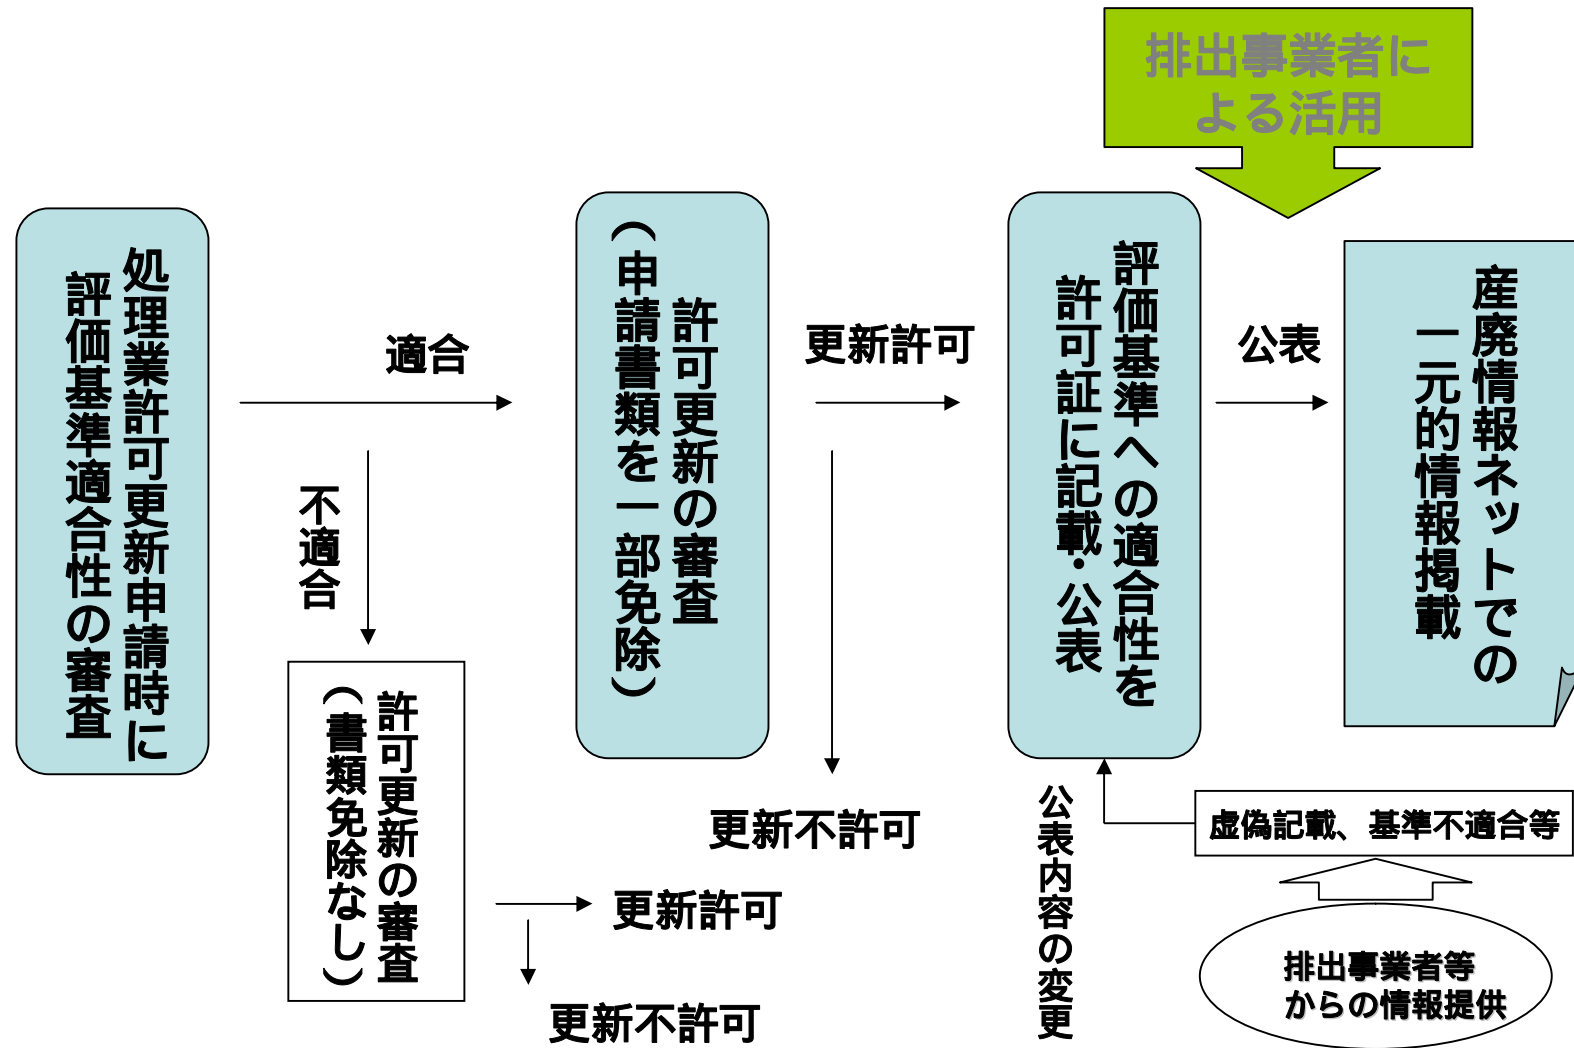 排出事業者に
よる活用
処理業許可更新申請時に
評価基準適合性の審査
適合
不適合
許可更新の審査
(書類免除なし)
更新許可
更新不許可
許可更新の審査
(申請書類を一部免除)
更新許可
更新不許可
評価基準への適合性を
許可証に記載・公表
公表
産廃情報ネットでの
一元的情報掲載
公表内容の変更
虚偽記載、基準不適合等
排出事業者等
からの情報提供